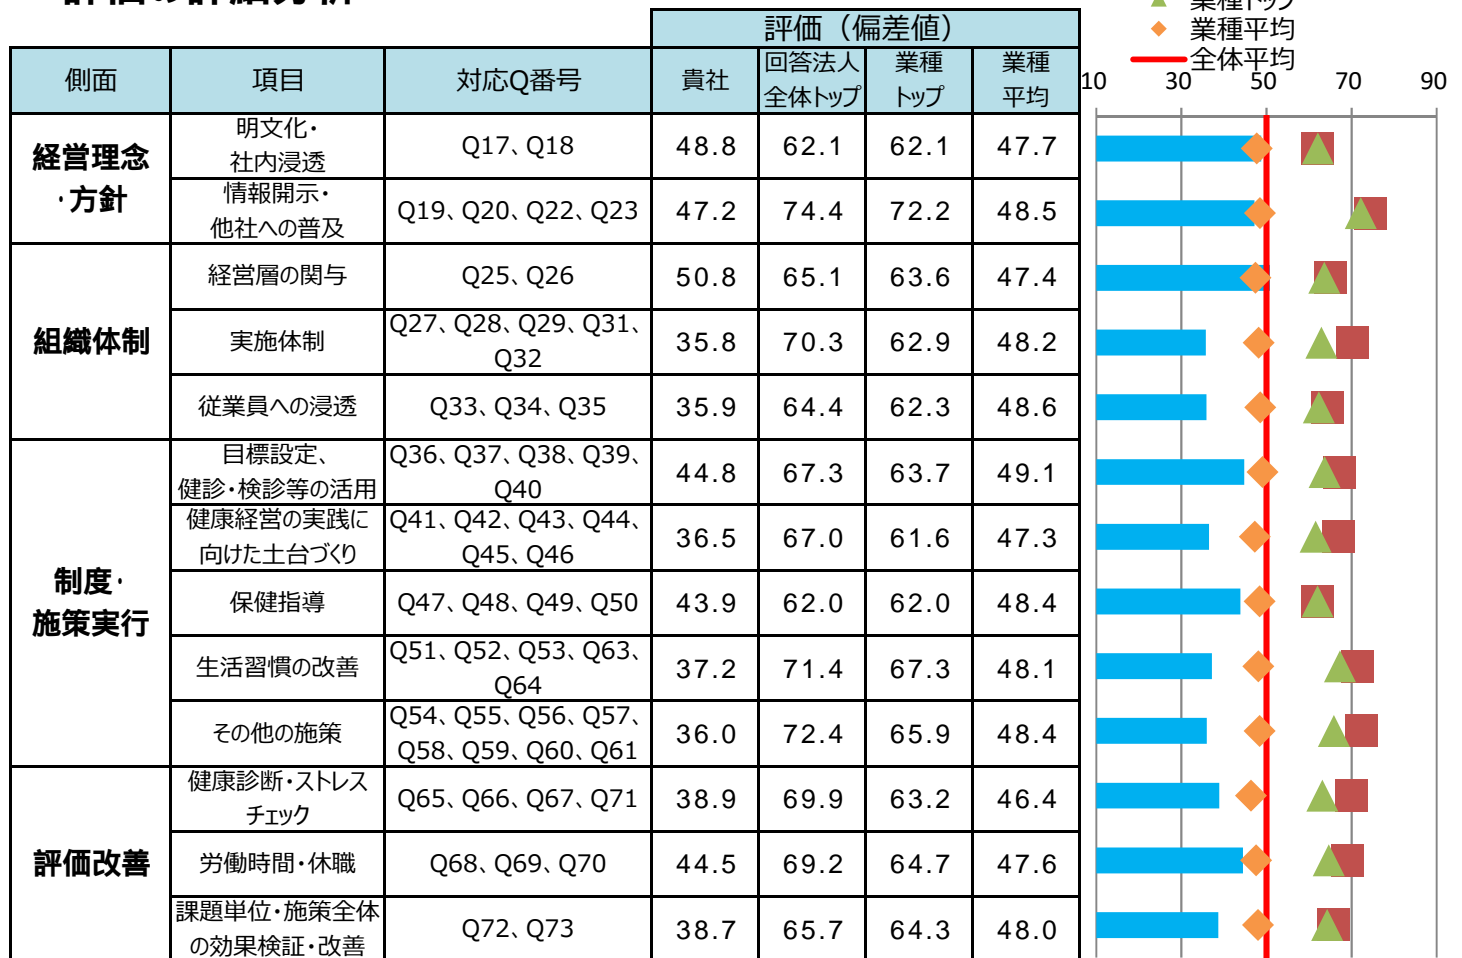 評価の詳細分析
業種トップ
業種平均
全体平均
評価（偏差値）
側面 項目 対応Q番号 貴社 回答法人全体トップ 業種トップ 業種平均
10 30 50 70 90
経営理念・方針
明文化・社内浸透 Q17、Q18 48.8 62.1 62.1 47.7
情報開示・他社への普及 Q19、Q20、Q22、Q23 47.2 74.4 72.2 48.5
組織体制
経営層の関与 Q25、Q26 50.8 65.1 63.6 47.4
実施体制 Q27、Q28、Q29、Q31、Q32 35.8 70.3 62.9 48.2
従業員への浸透 Q33、Q34、Q35 35.9 64.4 62.3 48.6
制度・施策実行
目標設定、健診・検診等の活用 Q36、Q37、Q38、Q39、Q40 44.8 67.3 63.7 49.1
健康経営の実践に向けた土台づくり Q41、Q42、Q43、Q44、Q45、Q46 36.5 67.0 61.6 47.3
保健指導 Q47、Q48、Q49、Q50 43.9 62.0 62.0 48.4
生活習慣の改善 Q51、Q52、Q53、Q63、Q64 37.2 71.4 67.3 48.1
その他の施策 Q54、Q55、Q56、Q57、Q58、Q59、Q60、Q61 36.0 72.4 65.9 48.4
評価改善
健康診断・ストレスチェック Q65、Q66、Q67、Q71 38.9 69.9 63.2 46.4
労働時間・休職 Q68、Q69、Q70 44.5 69.2 64.7 47.6
課題単位・施策全体の効果検証・改善 Q72、Q73 38.7 65.7 64.3 48.0